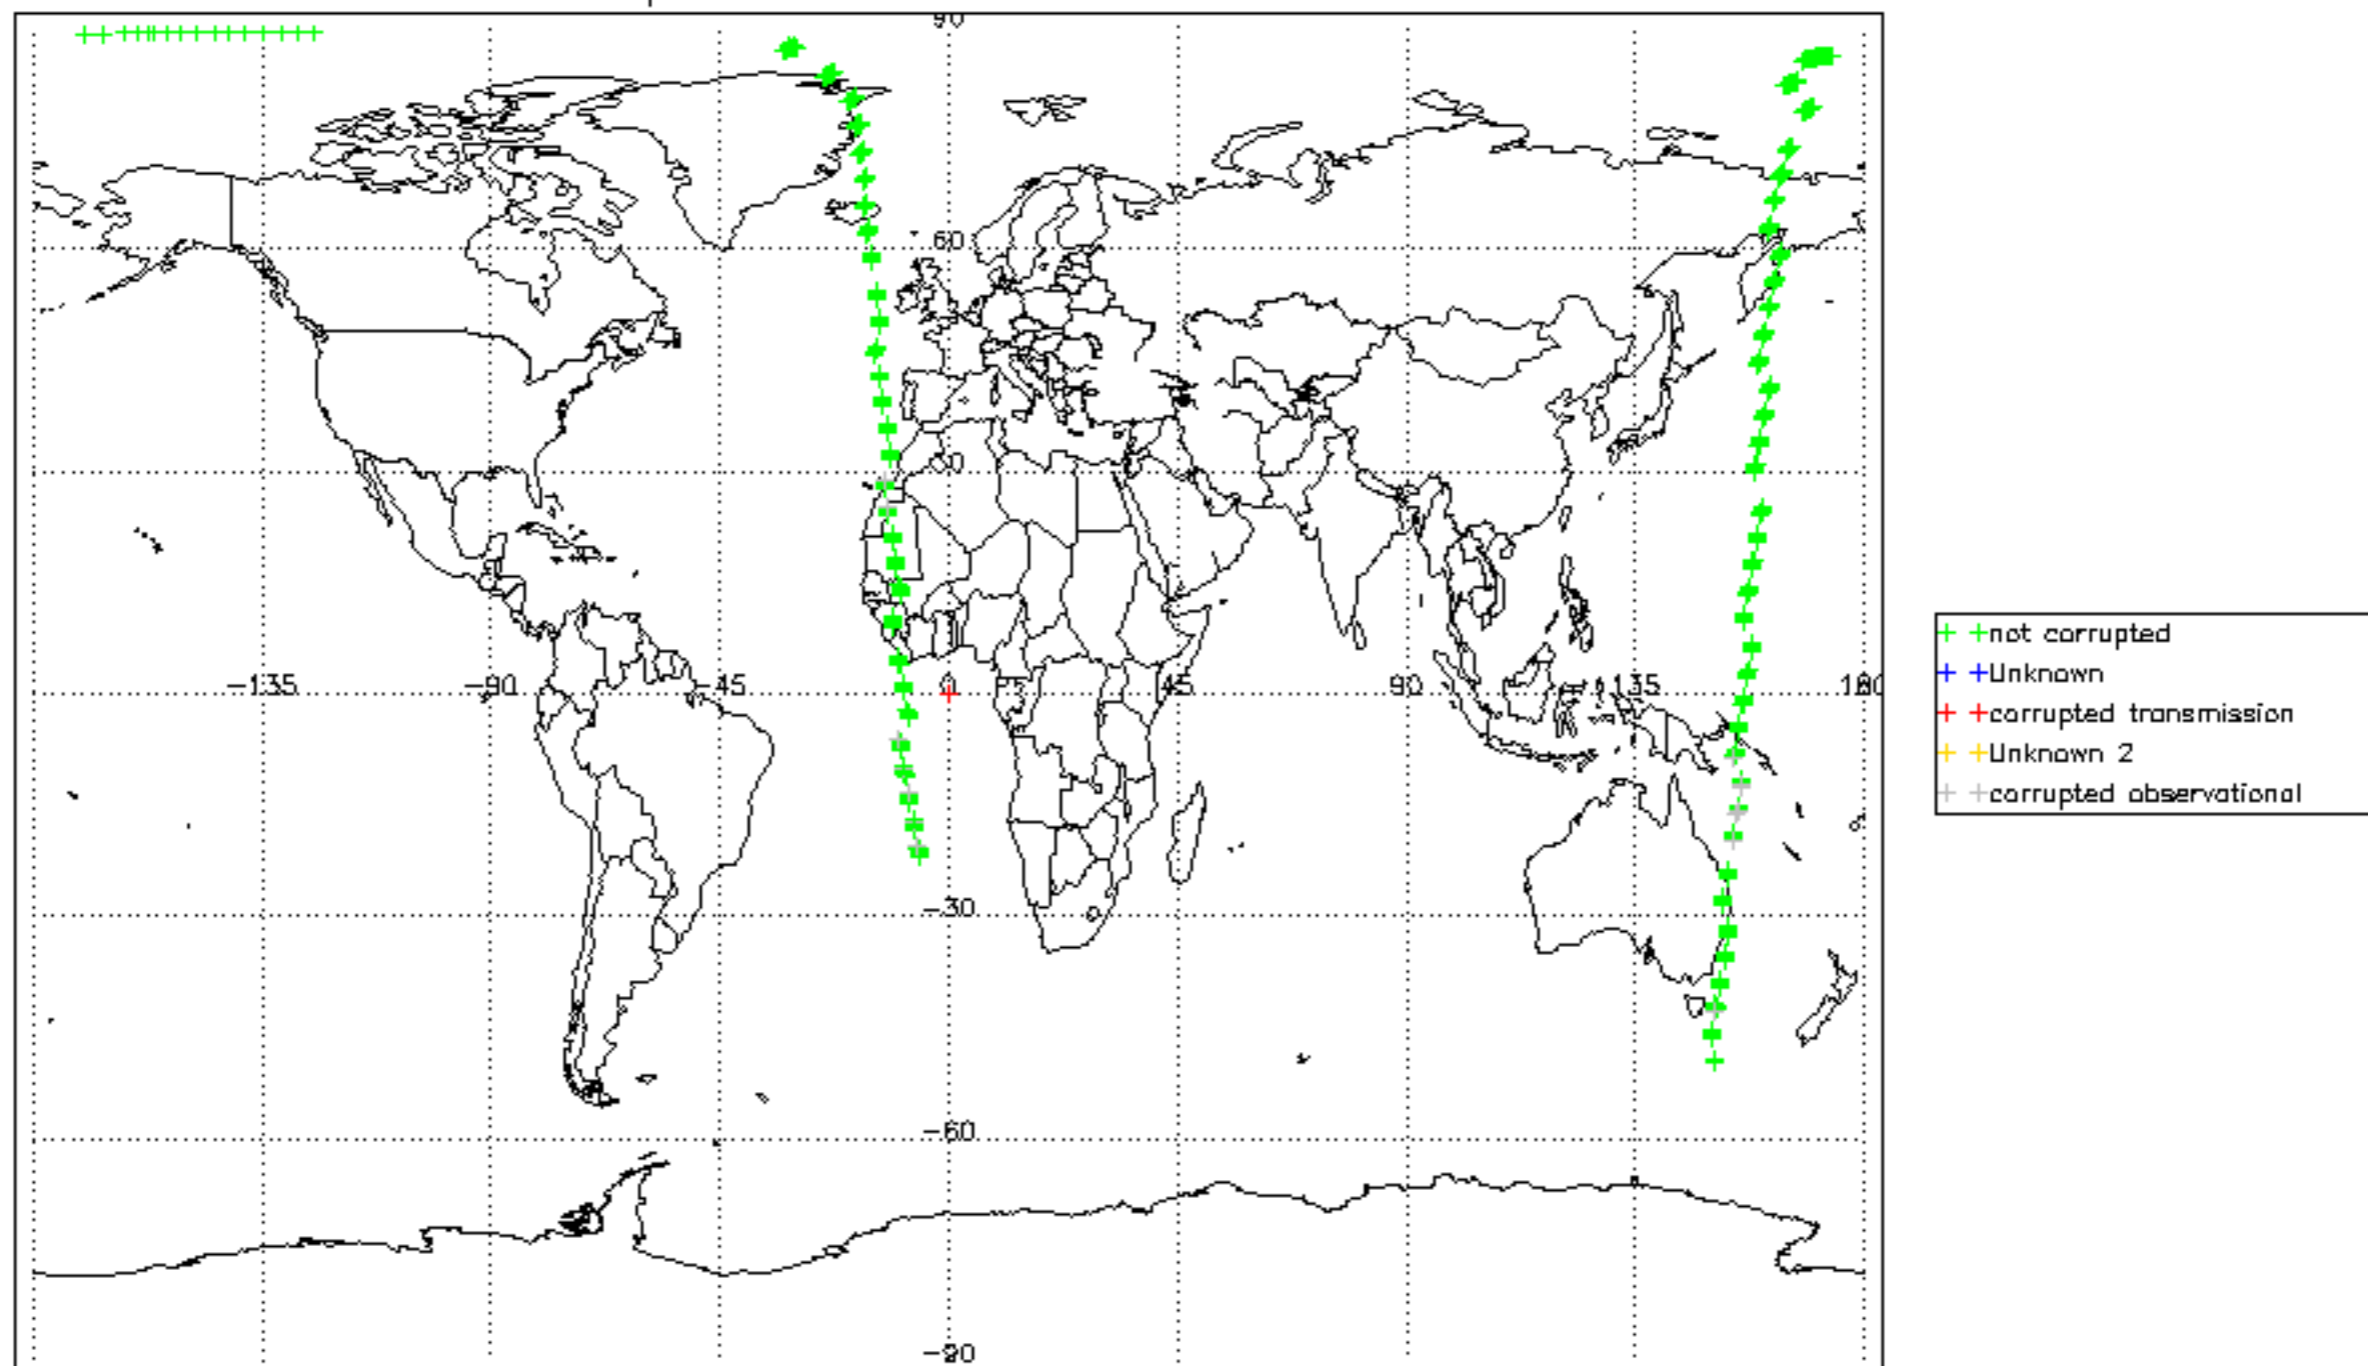 90
60
30
-135 -90 -45 0 45 90 135 180
-30
-60
-90
not corrupted
Unknown
corrupted transmission
Unknown 2
corrupted observational